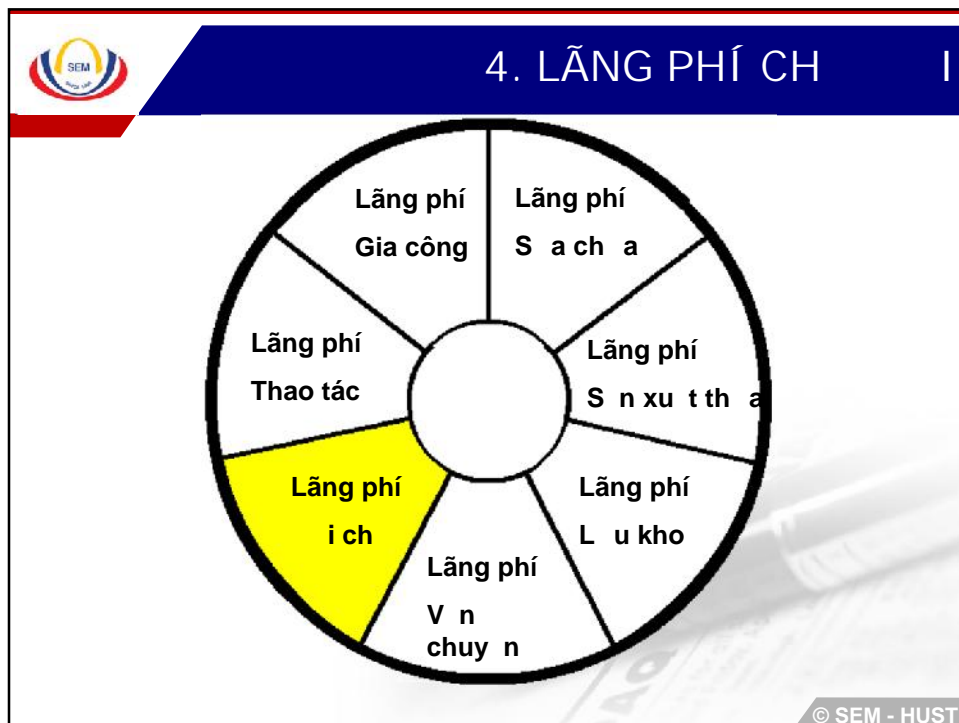 SEM
4. LÃNG PHÍ CH I
Lãng phí
Gia công
Lãng phí
S a ch a
Lãng phí
Thao tác
Lãng phí
S n xu t th a
Lãng phí
i ch
Lãng phí
L u kho
Lãng phí
V n
chuy n
© SEM - HUST